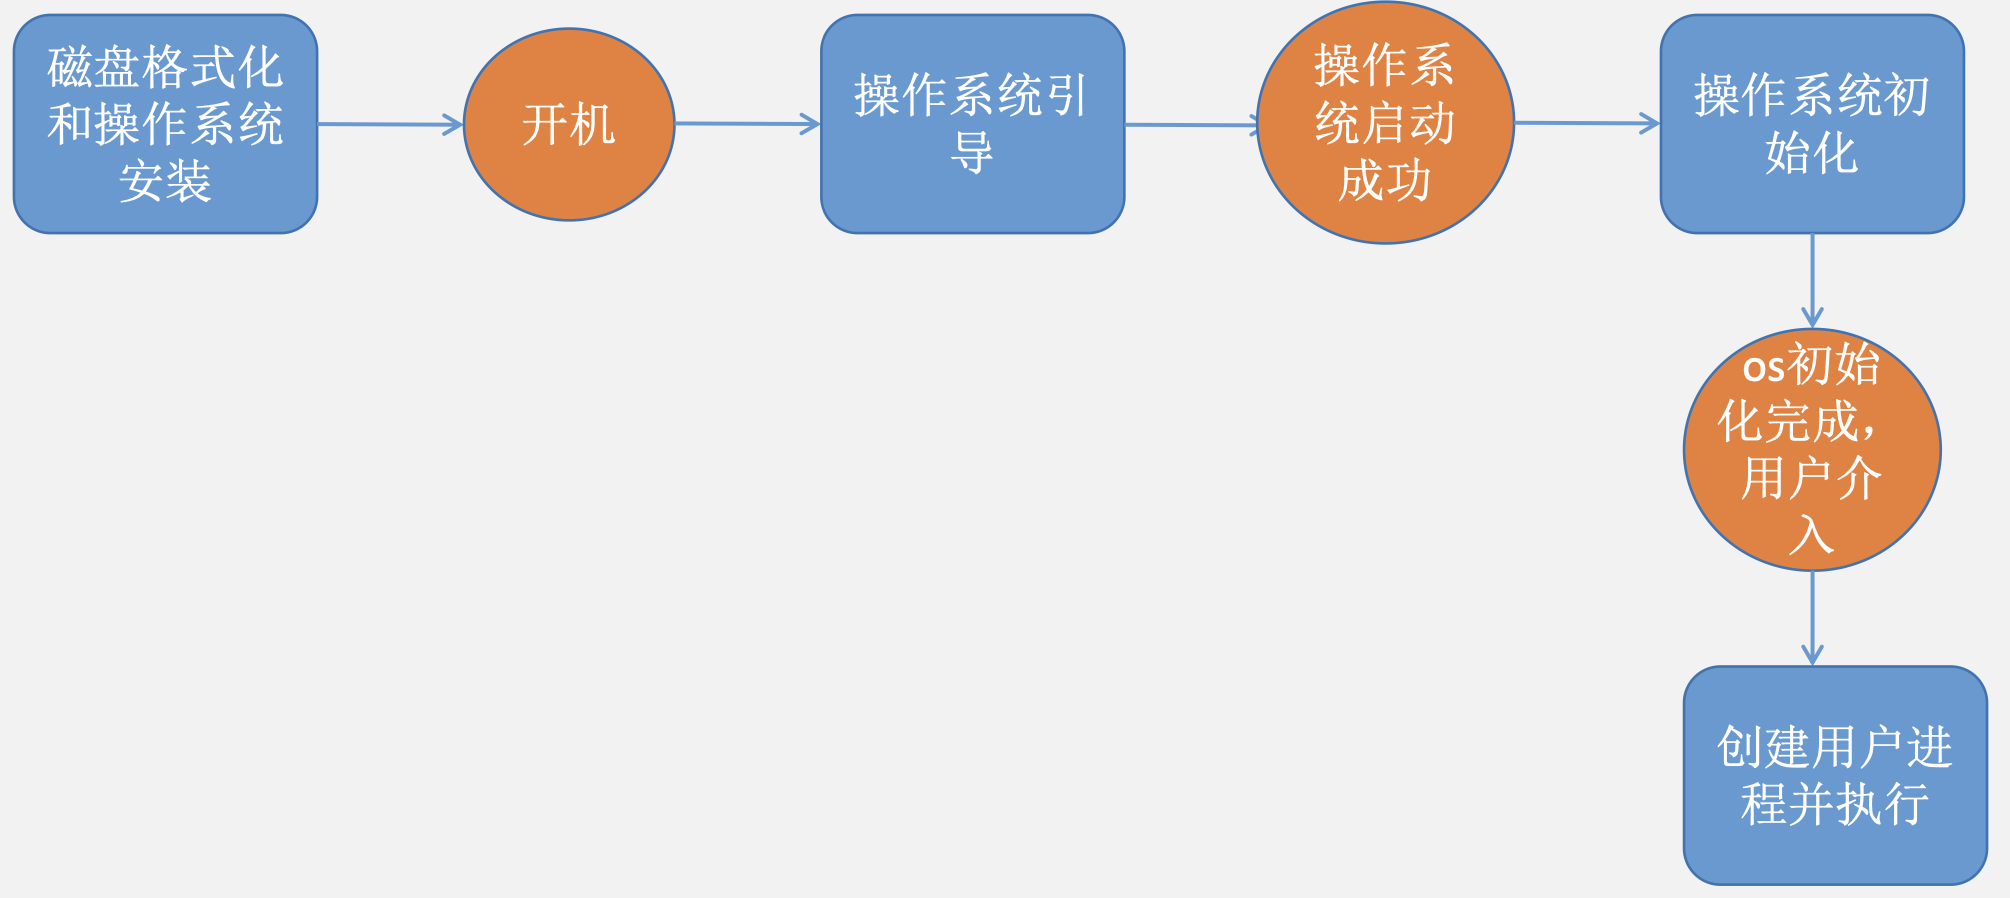 磁盘格式化
和操作系统
安装
开机
操作系统引
导
操作系
统启动
成功
操作系统初
始化
os初始
化完成，
用户介
入
创建用户进
程并执行